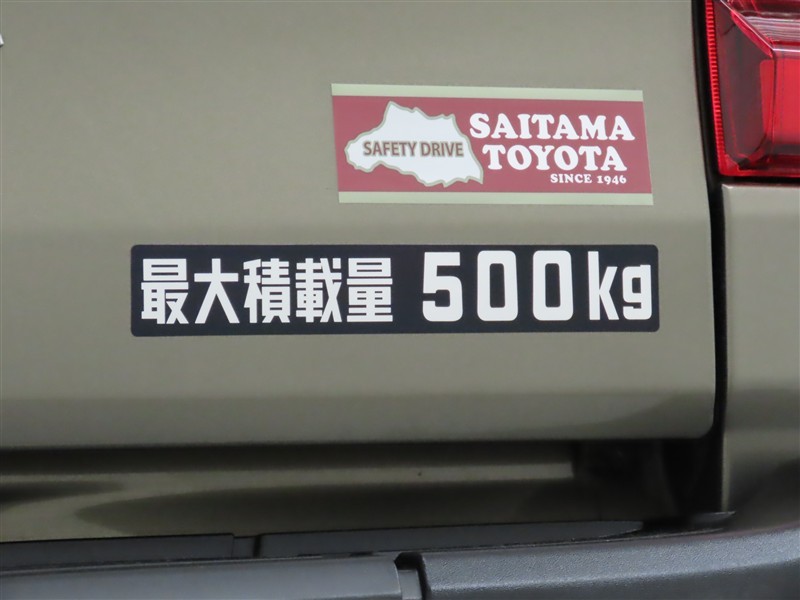 SAFETY DRIVE
SAITAMA
TOYOTA
SINCE 1946
最大積載量 500kg